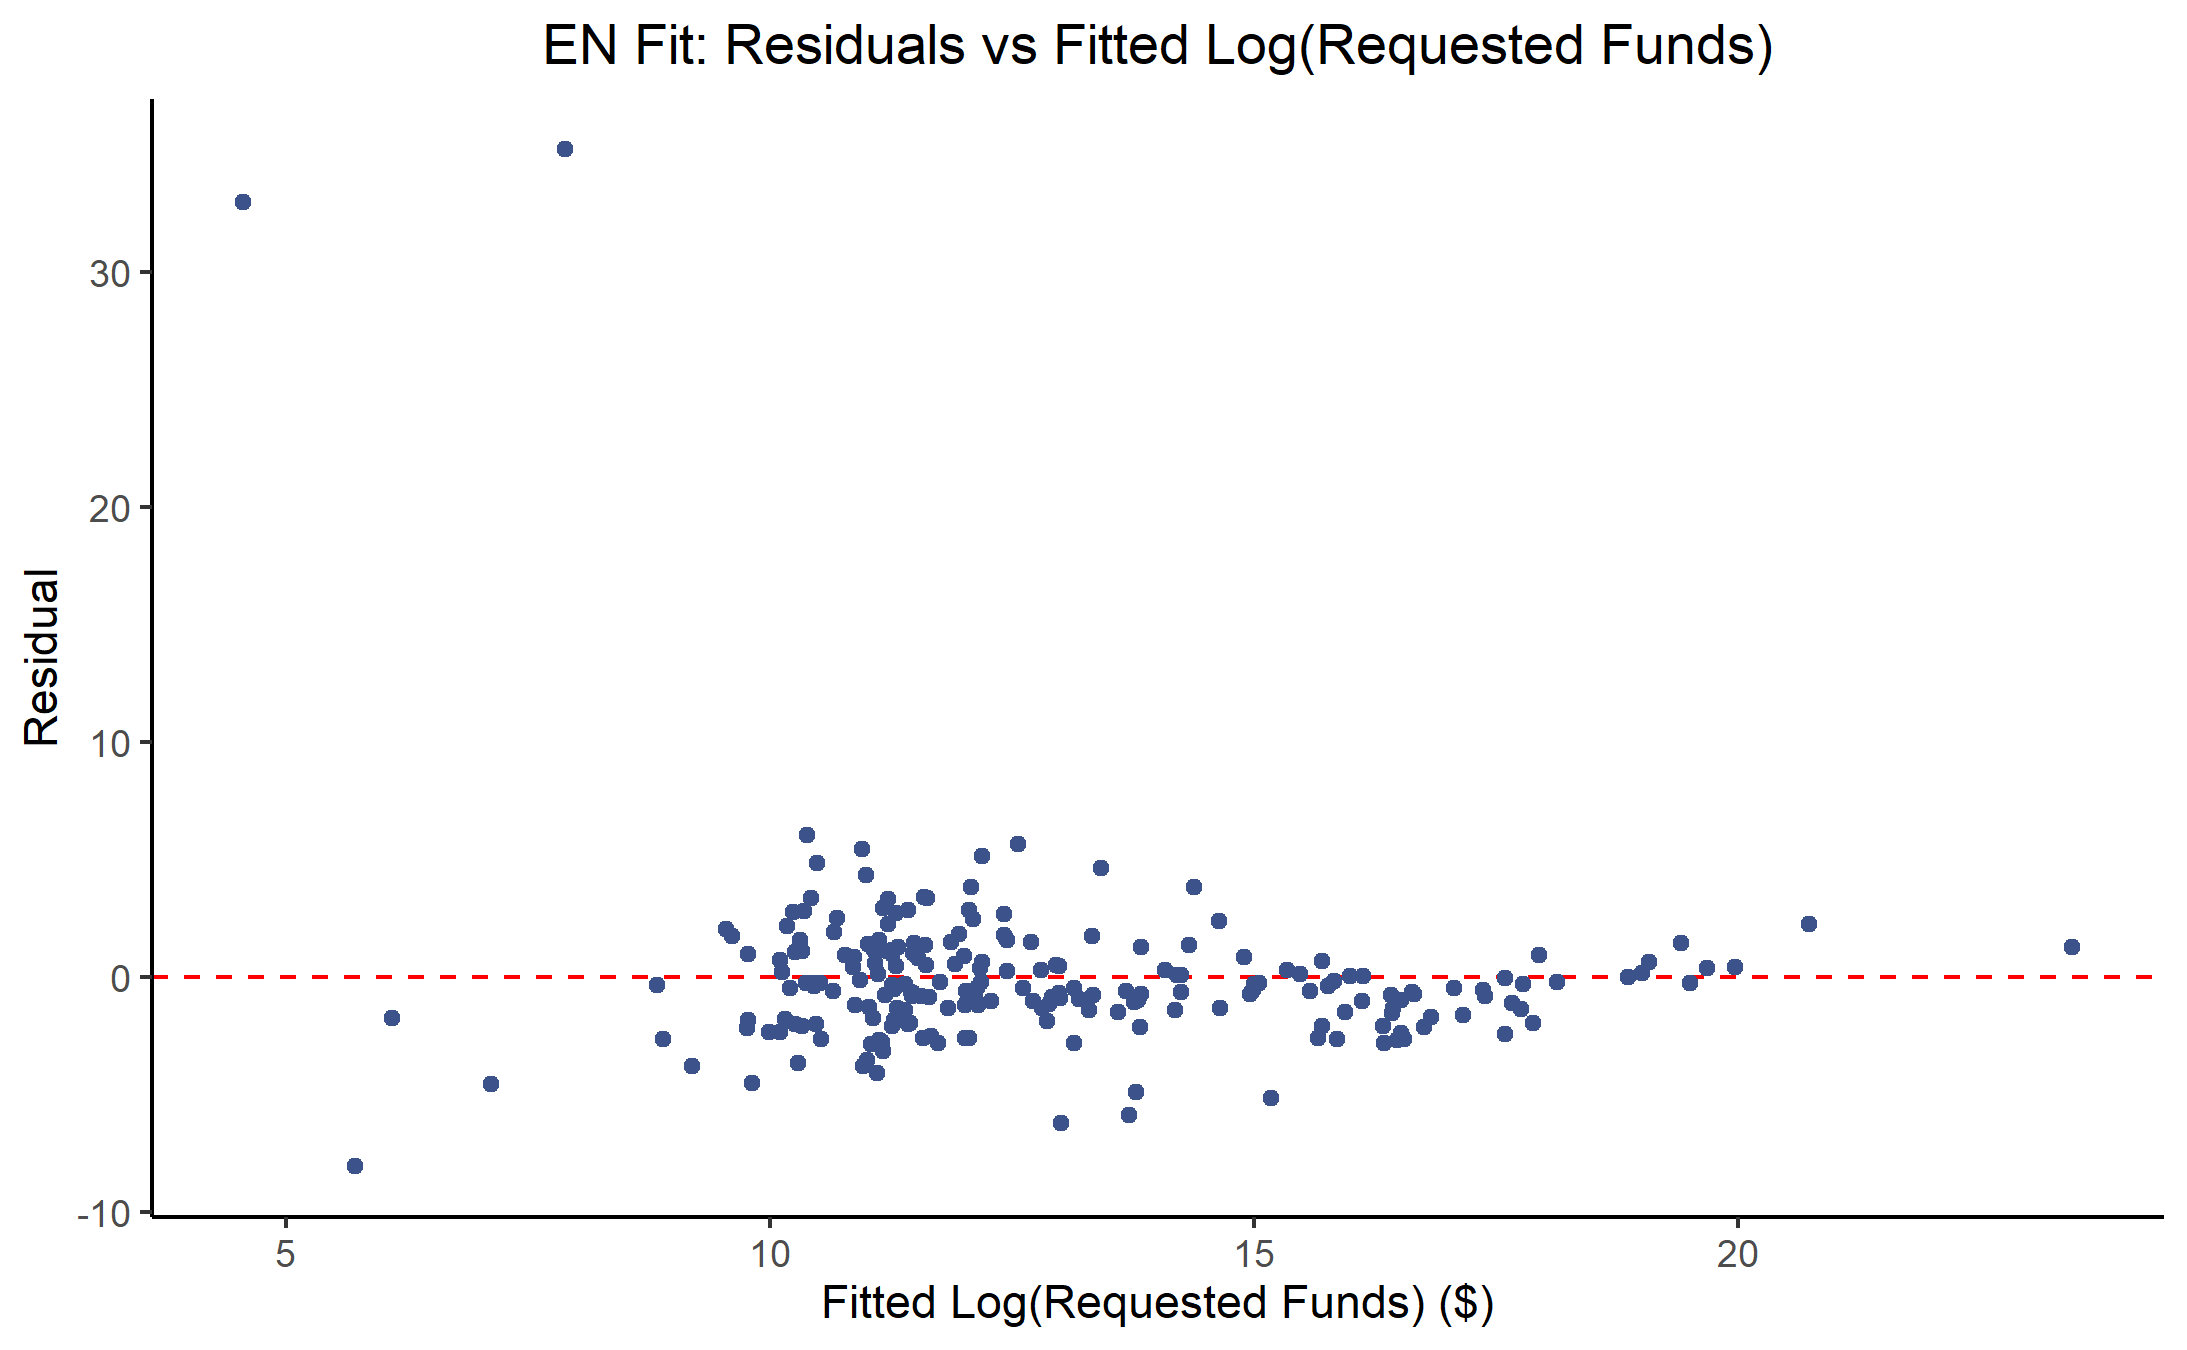 EN Fit: Residuals vs Fitted Log(Requested Funds)
Residual
30
20
10
0
-10
5 10 15 20
Fitted Log(Requested Funds) ($)